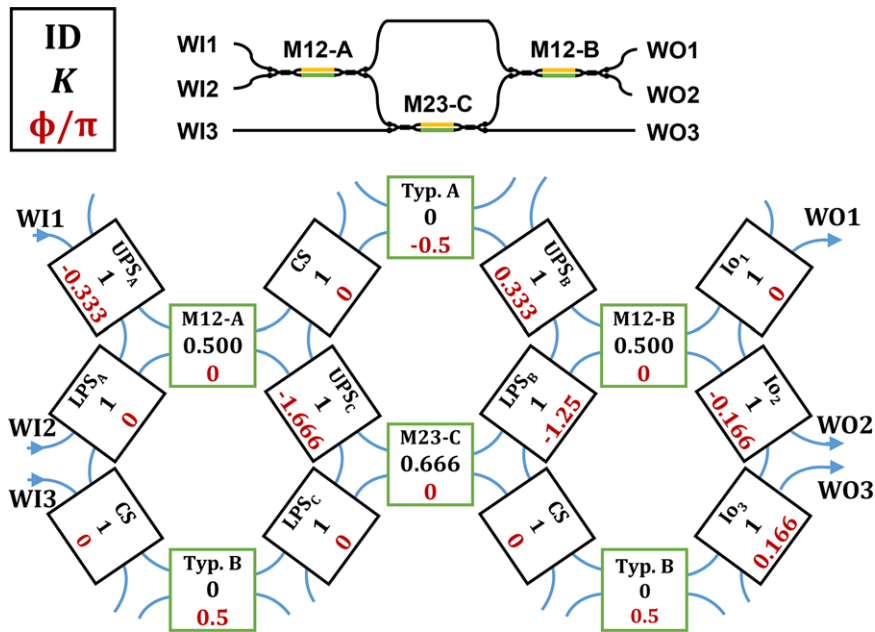 ID
K
ϕ/π
WI1
WI2
WI3
M12-A
M23-C
M12-B
WO1
WO2
WO3
WI1
UPSA
1
-0.333
CS
1
0
Typ. A
0
-0.5
UPSB
1
0.333
Io1
1
0
WO1
M12-A
0.500
0
M12-B
0.500
0
WI2
LPSA
1
0
UPSC
1
-1.666
M23-C
0.666
0
LPSB
1
-1.25
Io2
1
-0.166
WO2
WI3
CS
1
0
LPSC
1
0
CS
1
0
Io3
1
0.166
WO3
Typ. B
0
0.5
Typ. B
0
0.5